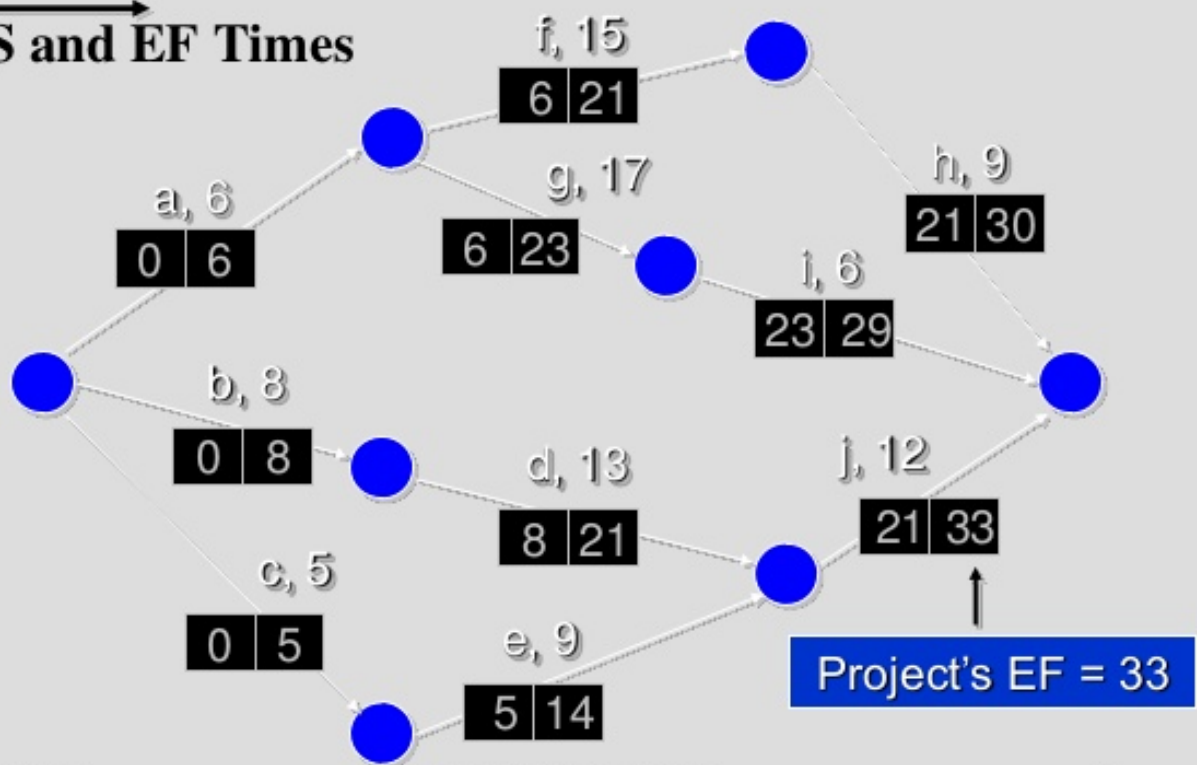 S and EF Times
f, 15
6 21
g, 17
6 23
h, 9
21 30
a, 6
0 6
i, 6
23 29
b, 8
0 8
d, 13
8 21
j, 12
21 33
c, 5
0 5
e, 9
5 14
Project’s EF = 33